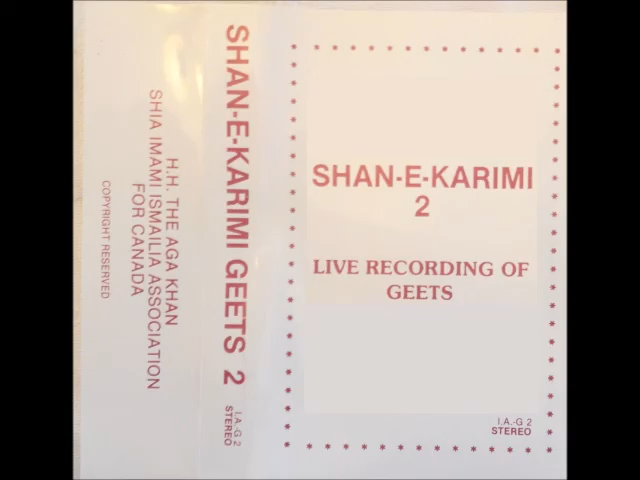 H.H. THE AGA KHAN
SHIA IMAMI ISMAILIA ASSOCIATION
FOR CANADA
COPYRIGHT RESERVED
SHAN-E-KARIMI GEETS 2
I.A.-G 2
STEREO
SHAN-E-KARIMI
2
LIVE RECORDING OF
GEETS
I.A.-G 2
STEREO